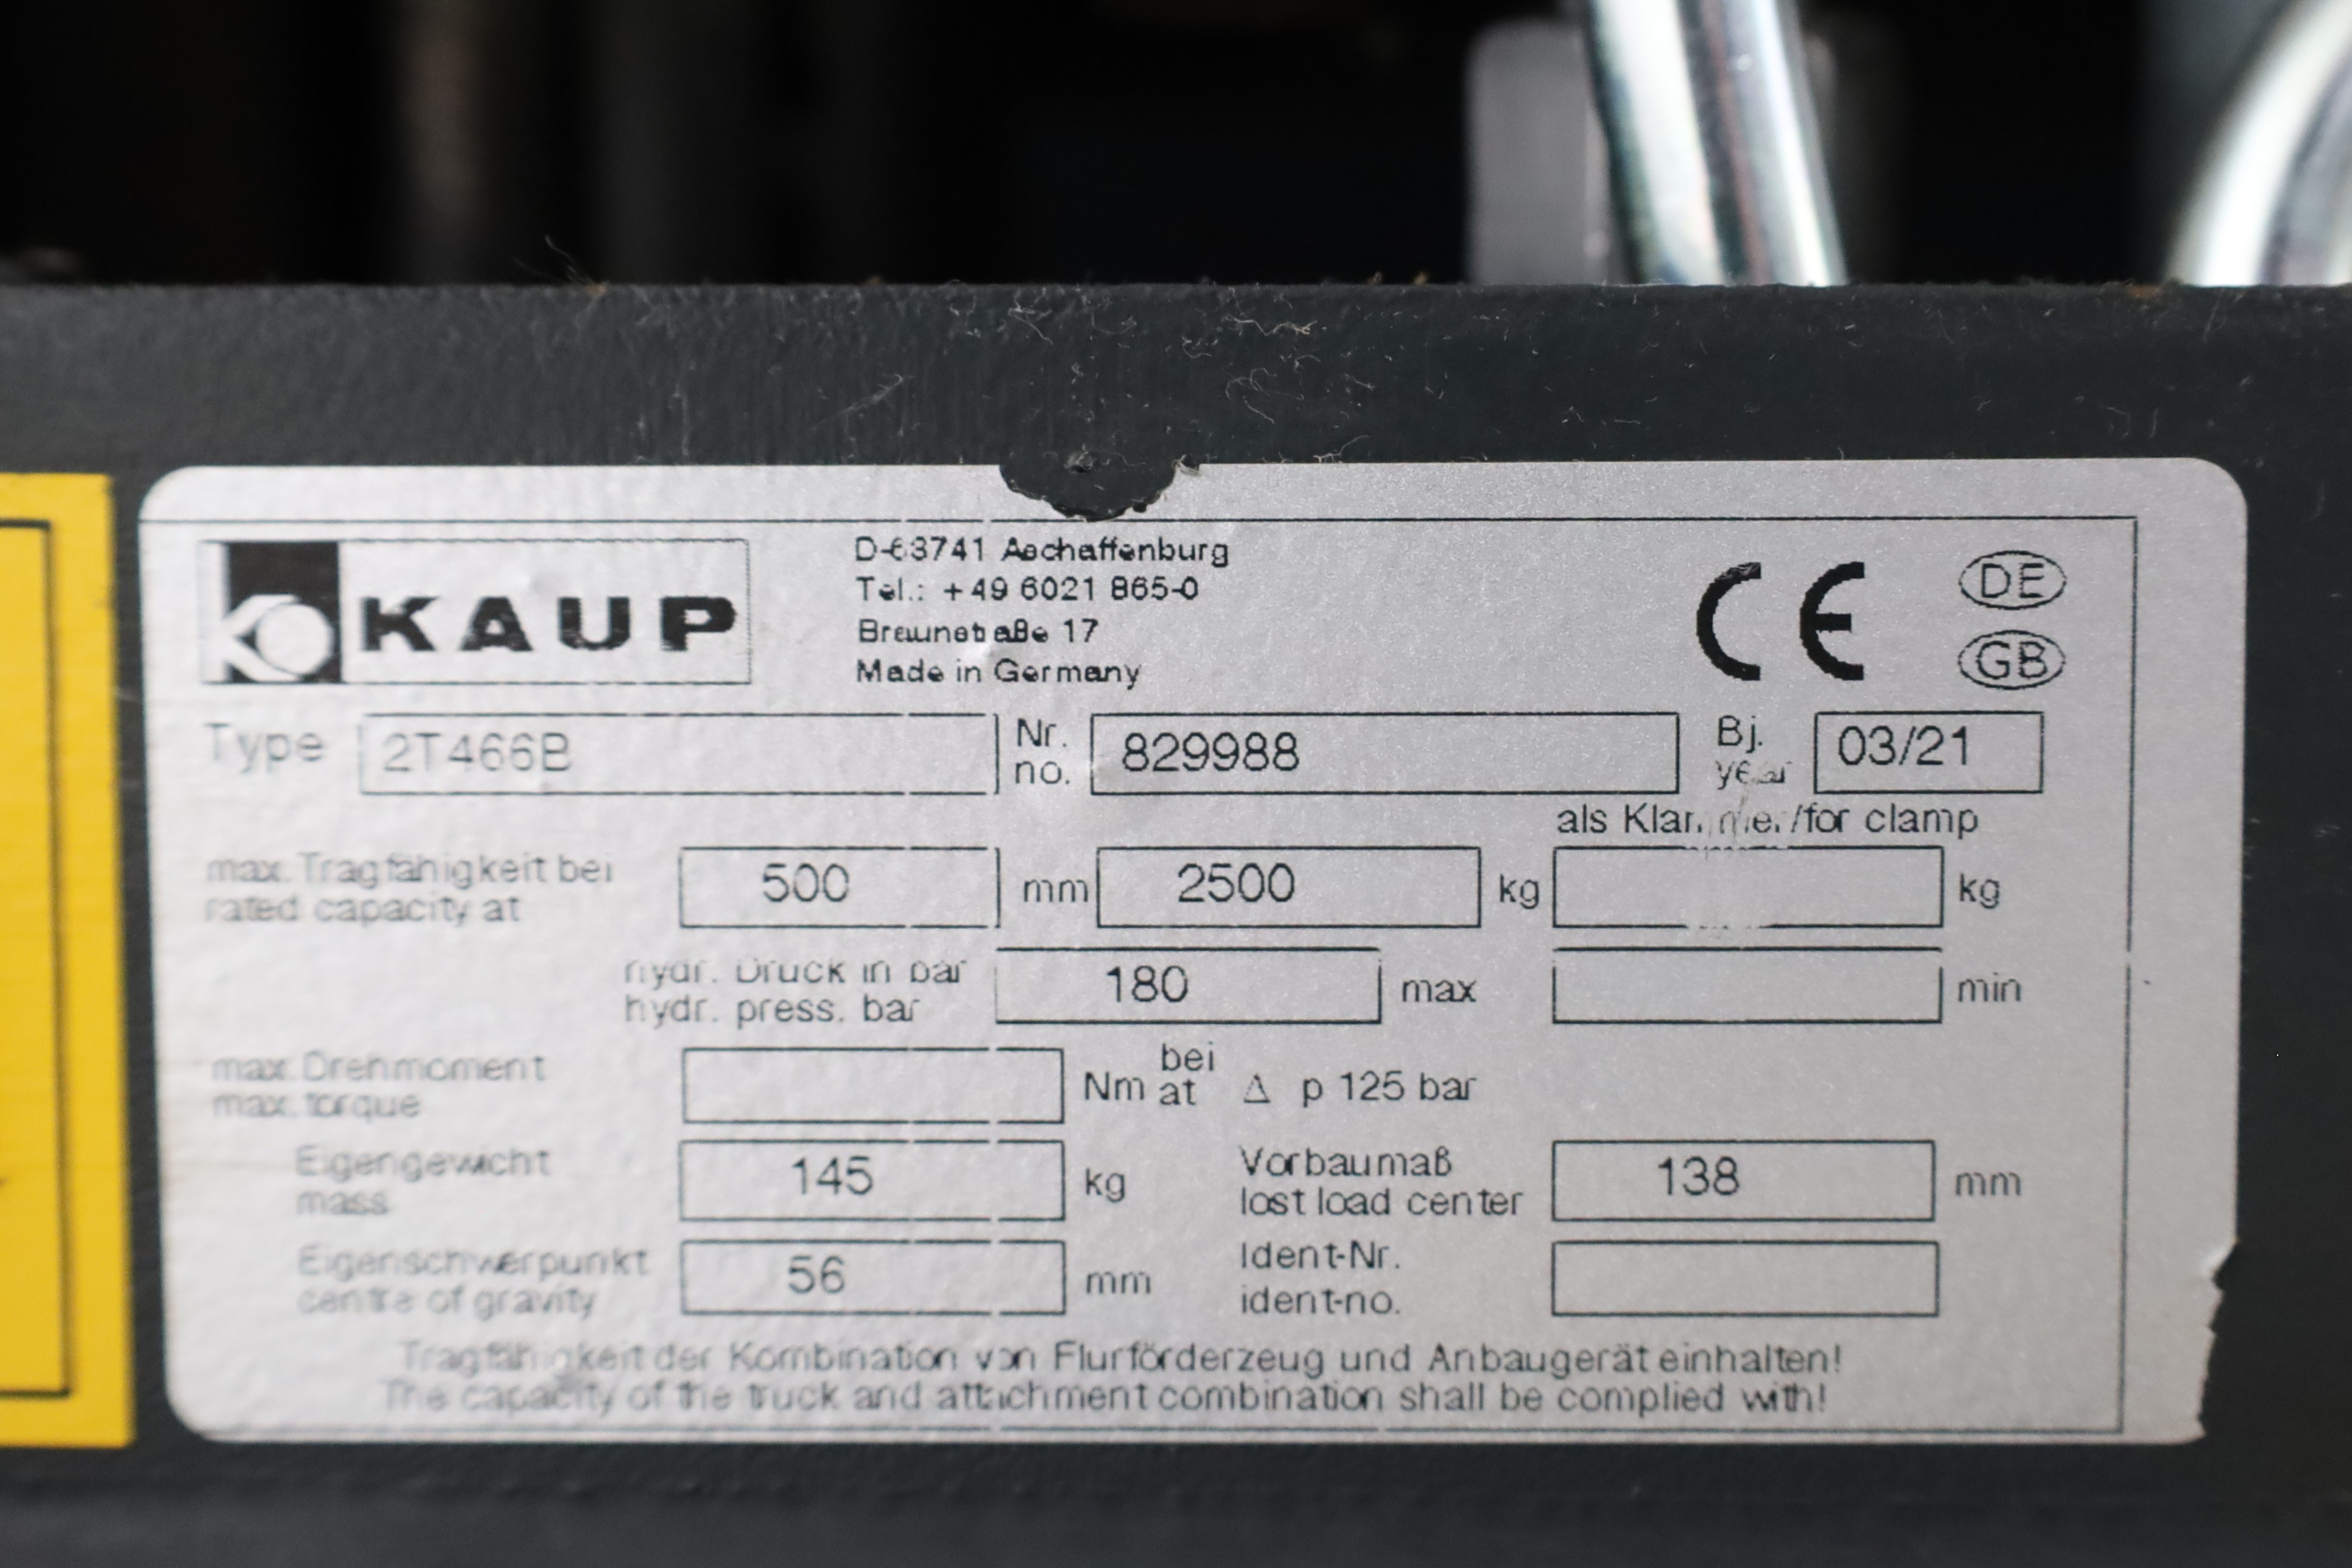 KAUP
D-63741 Aschaffenburg
Tel.: +49 6021 865-0
Braunstraße 17
Made in Germany
CE
DE
GB
Type 2T466B Nr. no. 829988 Bj. year 03/21
als Klammer/for clamp
max. Tragfähigkeit bei
rated capacity at 500 mm 2500 kg kg
hydr. Druck in bar
hydr. press. bar 180 max min
max. Drehmoment
max. torque Nm bei at Δ p 125 bar
Eigengewicht
mass 145 kg
Vorbaumaß
lost load center 138 mm
Eigenschwerpunkt
centre of gravity 56 mm
Ident-Nr.
ident-no.
Tragfähigkeit der Kombination von Flurförderzeug und Anbaugerät einhalten!
The capacity of the truck and attachment combination shall be complied with!